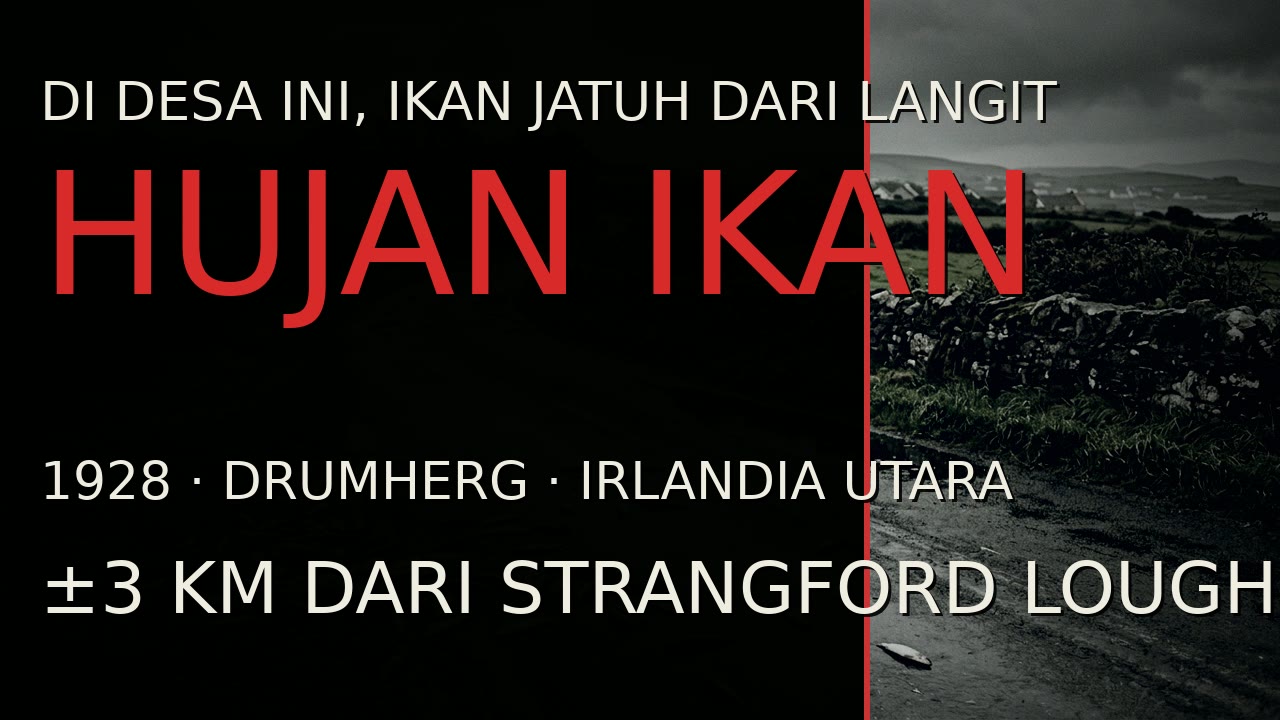 DI DESA INI, IKAN JATUH DARI LANGIT
HUJAN IKAN
1928 · DRUMHERG · IRLANDIA UTARA
±3 KM DARI STRANGFORD LOUGH